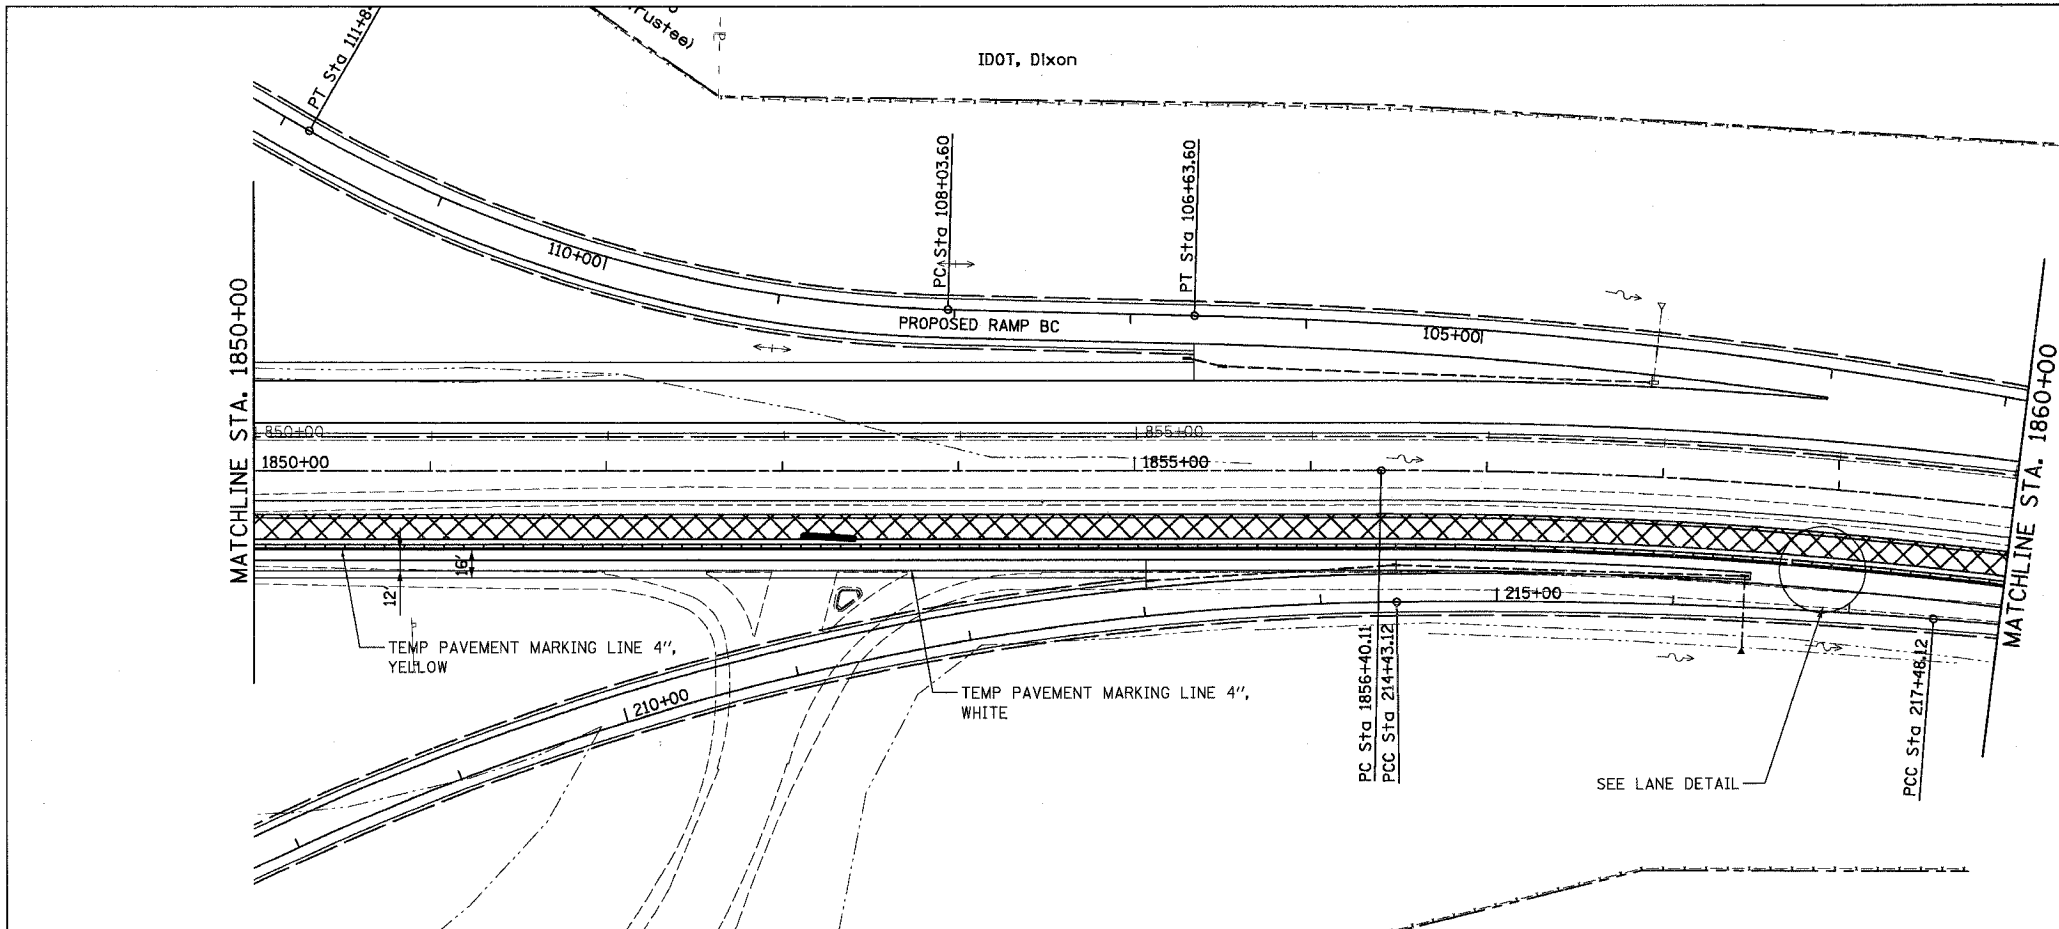 rustee)
PL
IDOT, Dixon
PT Sta 111+8
PC Sta 108+03.60
PT Sta 106+63.60
110+00
PROPOSED RAMP BC
105+00
MATCHLINE STA. 1850+00
MATCHLINE STA. 1860+00
850+00
855+00
1850+00
1855+00
12'
16'
215+00
TEMP PAVEMENT MARKING LINE 4",
YELLOW
TEMP PAVEMENT MARKING LINE 4",
WHITE
210+00
PC Sta 1856+40.11
PCC Sta 214+43.12
SEE LANE DETAIL
PCC Sta 217+48.12